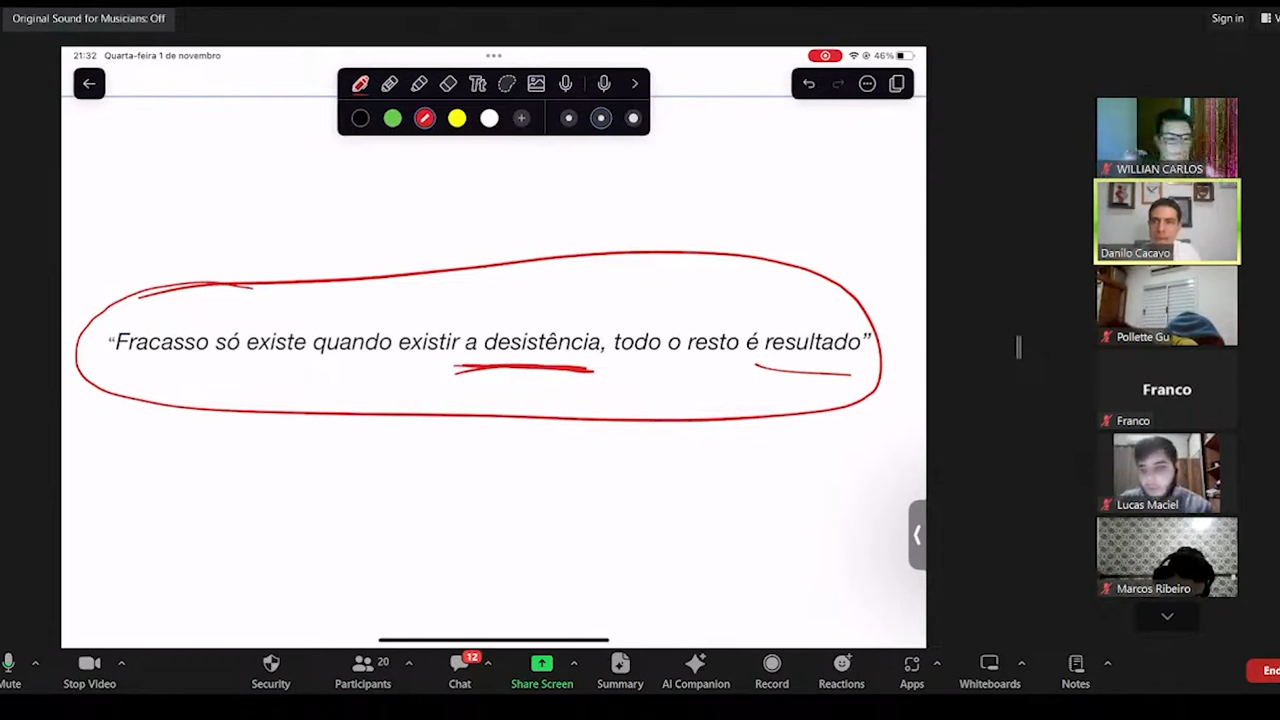 Original Sound for Musicians: Off
Sign in
21:32 Quarta-feira 1 de novembro
46%
Tt
WILLIAN CARLOS
Danilo Cacavo
“Fracasso só existe quando existir a desistência, todo o resto é resultado”
Pollette Gu
Franco
Franco
Lucas Maciel
Marcos Ribeiro
20
12
Mute
Stop Video
Security
Participants
Chat
Share Screen
Summary
AI Companion
Record
Reactions
Apps
Whiteboards
Notes
End